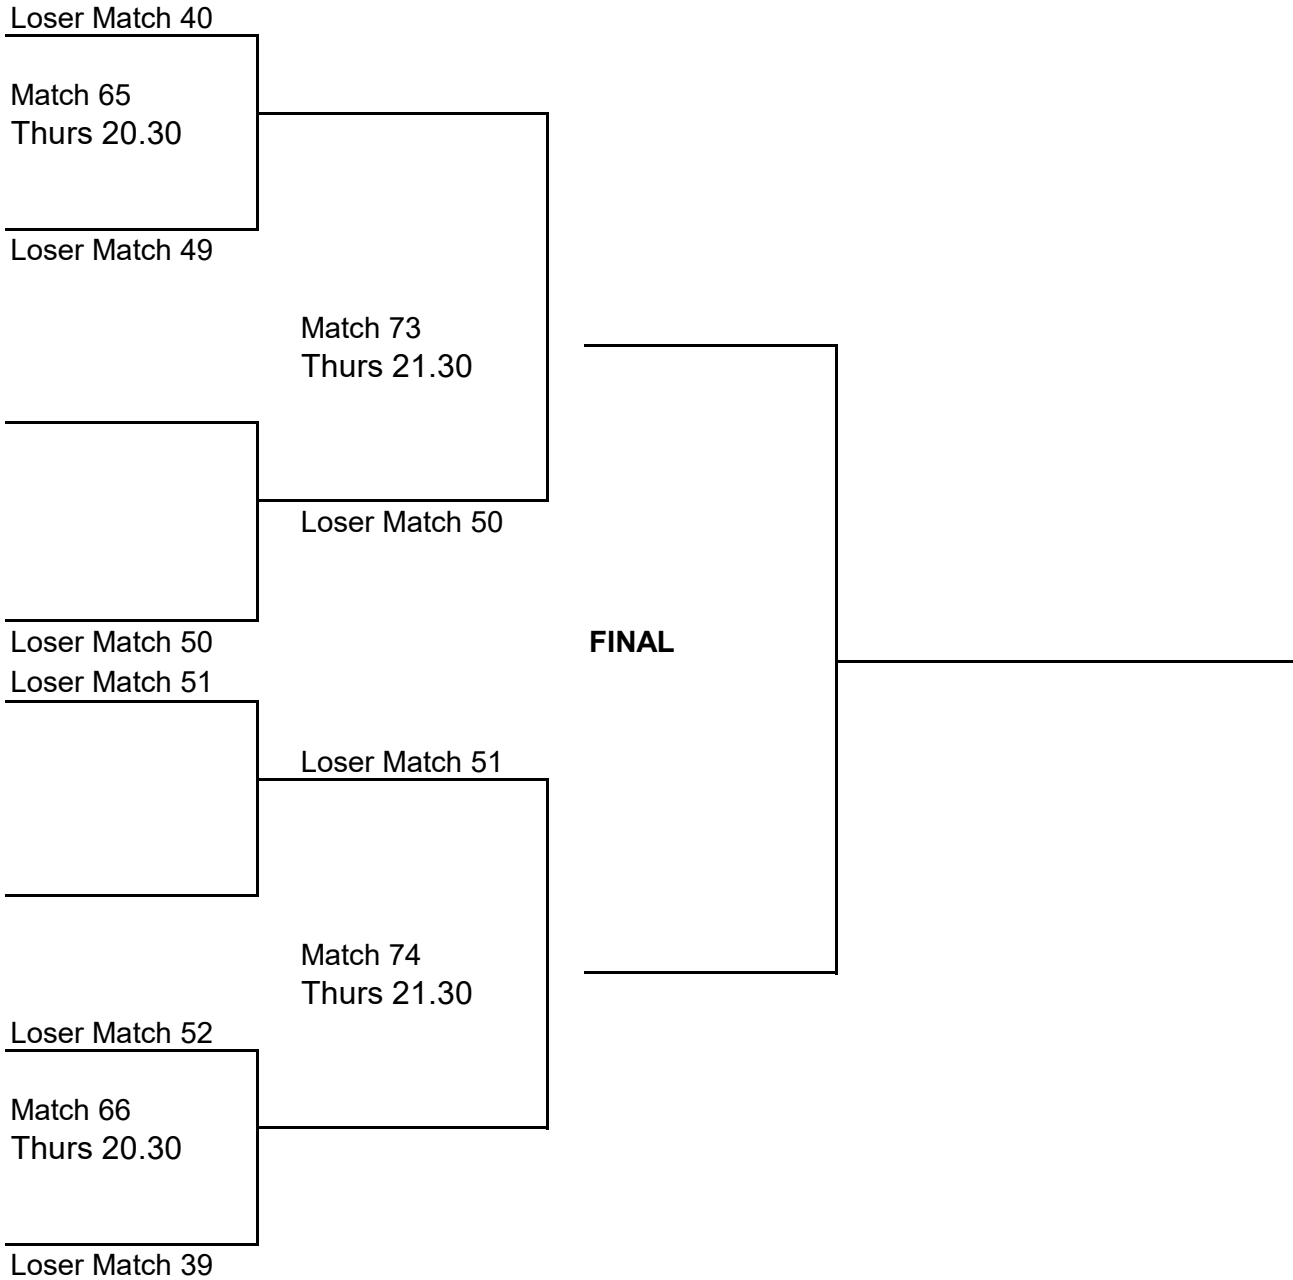 Loser Match 40
Match 65
Thurs 20.30
Loser Match 49
Match 73
Thurs 21.30
Loser Match 50
Loser Match 50
FINAL
Loser Match 51
Loser Match 51
Match 74
Thurs 21.30
Loser Match 52
Match 66
Thurs 20.30
Loser Match 39